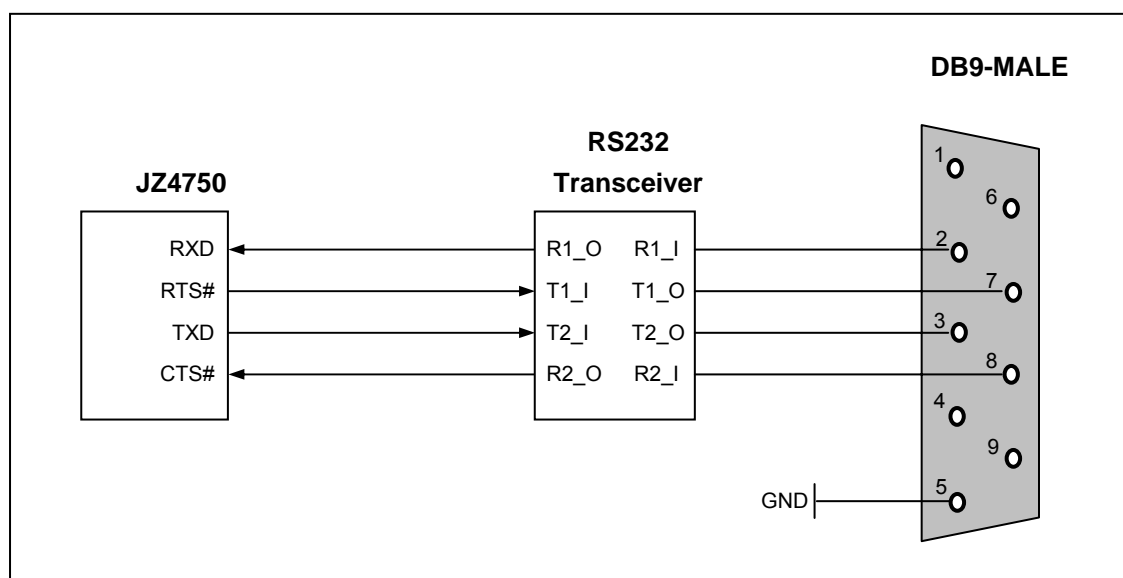 DB9-MALE
RS232
Transceiver
JZ4750
1
6
RXD R1_O R1_I 2
RTS# T1_I T1_O 7
TXD T2_I T2_O 3
CTS# R2_O R2_I 8
4
9
GND 5